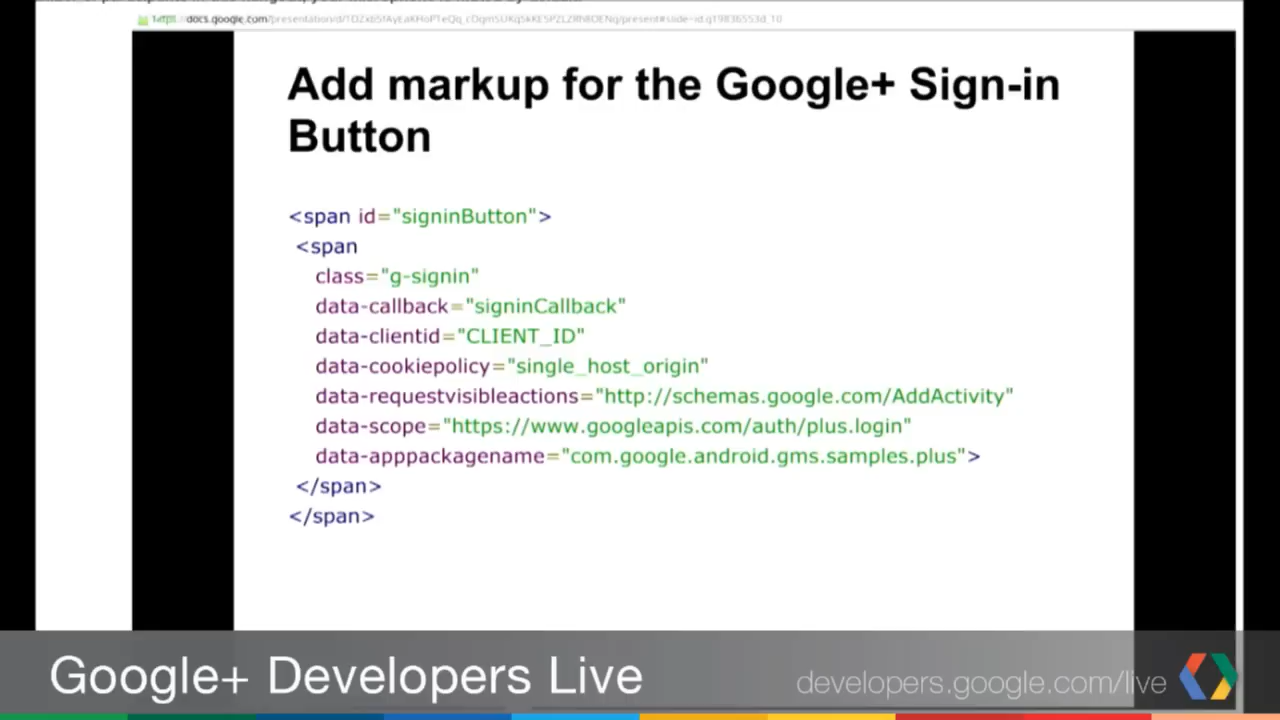 docs.google.com
Add markup for the Google+ Sign-in
Button
<span id="signinButton">
<span
class="g-signin"
data-callback="signinCallback"
data-clientid="CLIENT_ID"
data-cookiepolicy="single_host_origin"
data-requestvisibleactions="http://schemas.google.com/AddActivity"
data-scope="https://www.googleapis.com/auth/plus.login"
data-apppackagename="com.google.android.gms.samples.plus">
</span>
</span>
Google+ Developers Live
developers.google.com/live